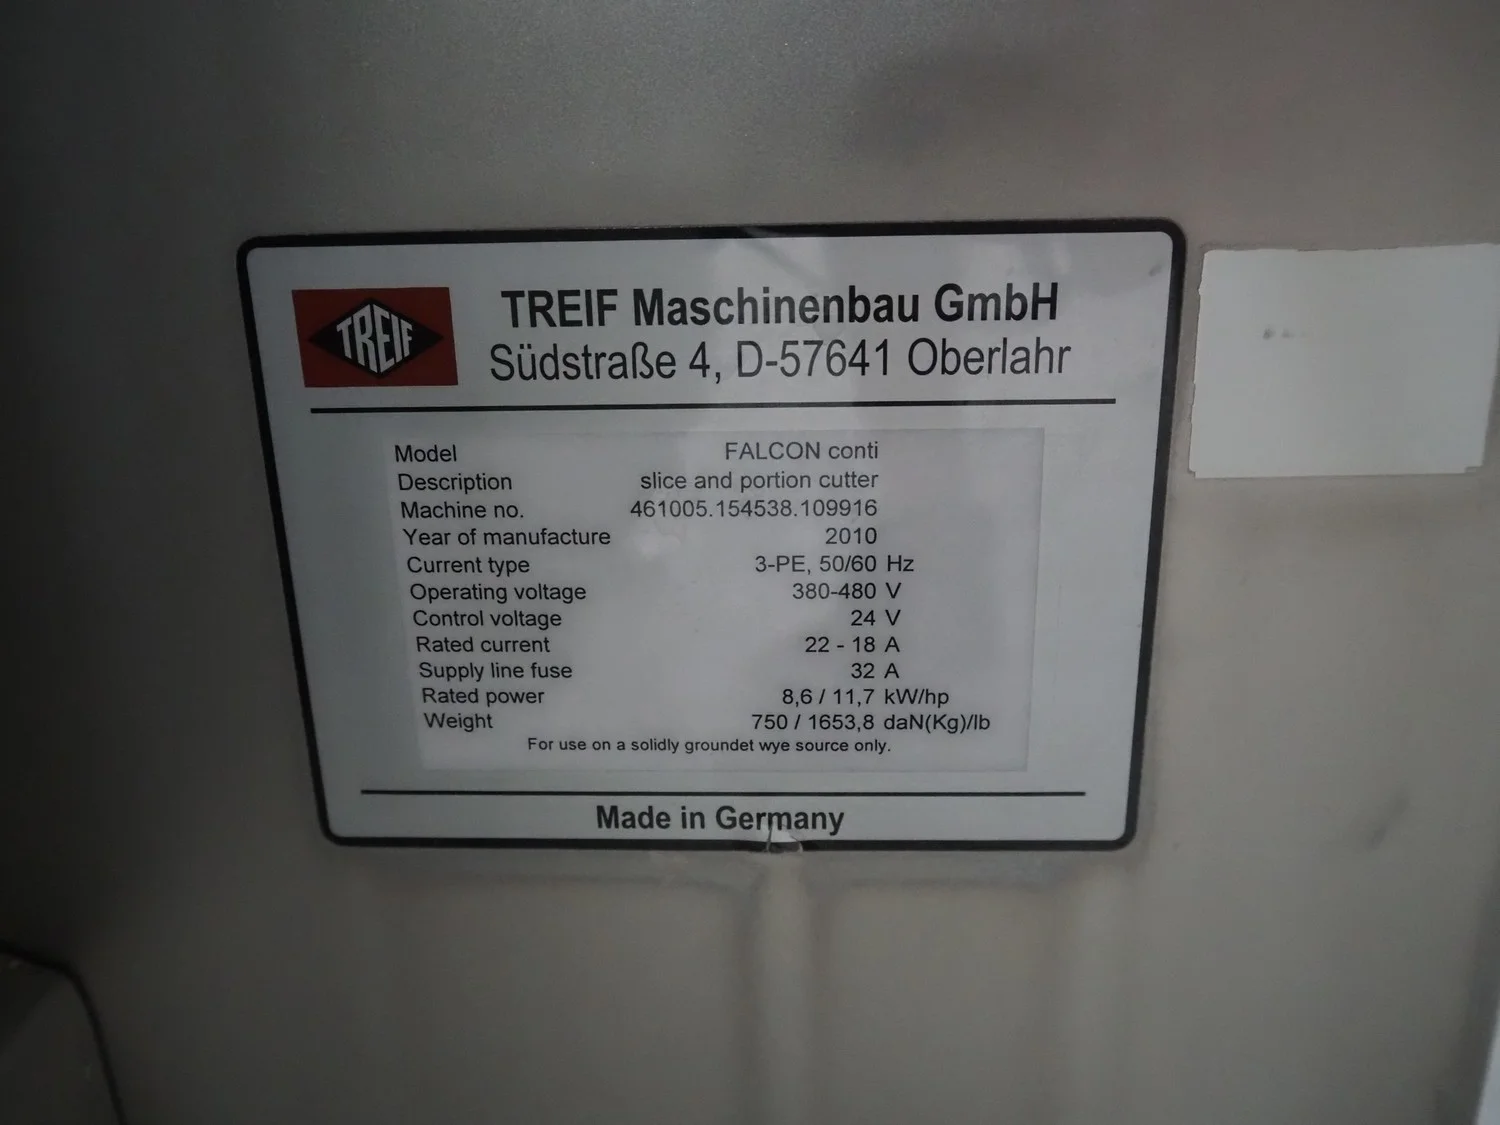 TREIF
TREIF Maschinenbau GmbH
Südstraße 4, D-57641 Oberlahr
Model FALCON conti
Description slice and portion cutter
Machine no. 461005.154538.109916
Year of manufacture 2010
Current type 3-PE, 50/60 Hz
Operating voltage 380-480 V
Control voltage 24 V
Rated current 22 - 18 A
Supply line fuse 32 A
Rated power 8,6 / 11,7 kW/hp
Weight 750 / 1653,8 daN(Kg)/lb
For use on a solidly groundet wye source only.
Made in Germany